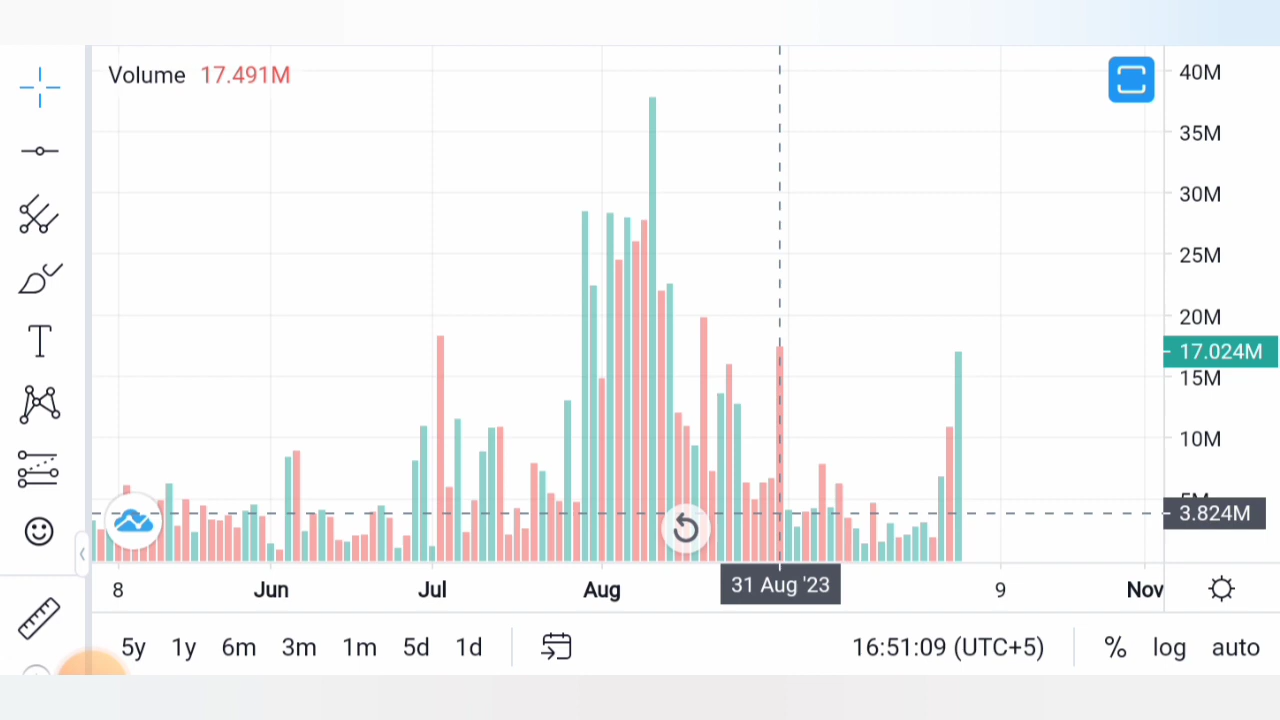 Volume 17.491M
40M
35M
30M
25M
20M
17.024M
15M
10M
5M
3.824M
8 Jun Jul Aug 31 Aug '23 9 Nov
5y 1y 6m 3m 1m 5d 1d 16:51:09 (UTC+5) % log auto